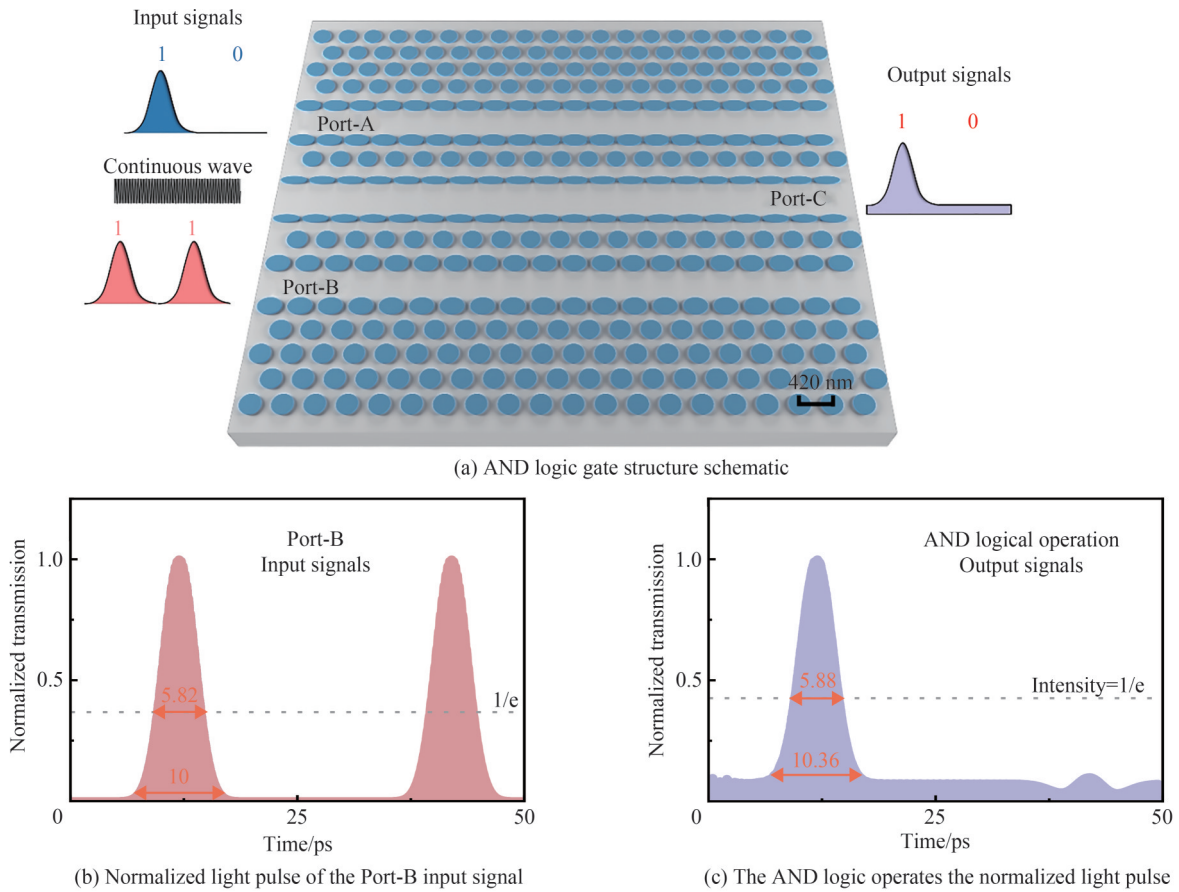 Input signals
1 0
Continuous wave
1 1
Port-A
Port-C
Port-B
420 nm
Output signals
1 0
(a) AND logic gate structure schematic
Normalized transmission
1.0
0.5
0
Port-B
Input signals
5.82
1/e
10
25
50
Time/ps
(b) Normalized light pulse of the Port-B input signal
Normalized transmission
1.0
0.5
0
AND logical operation
Output signals
5.88
Intensity=1/e
10.36
25
50
Time/ps
(c) The AND logic operates the normalized light pulse